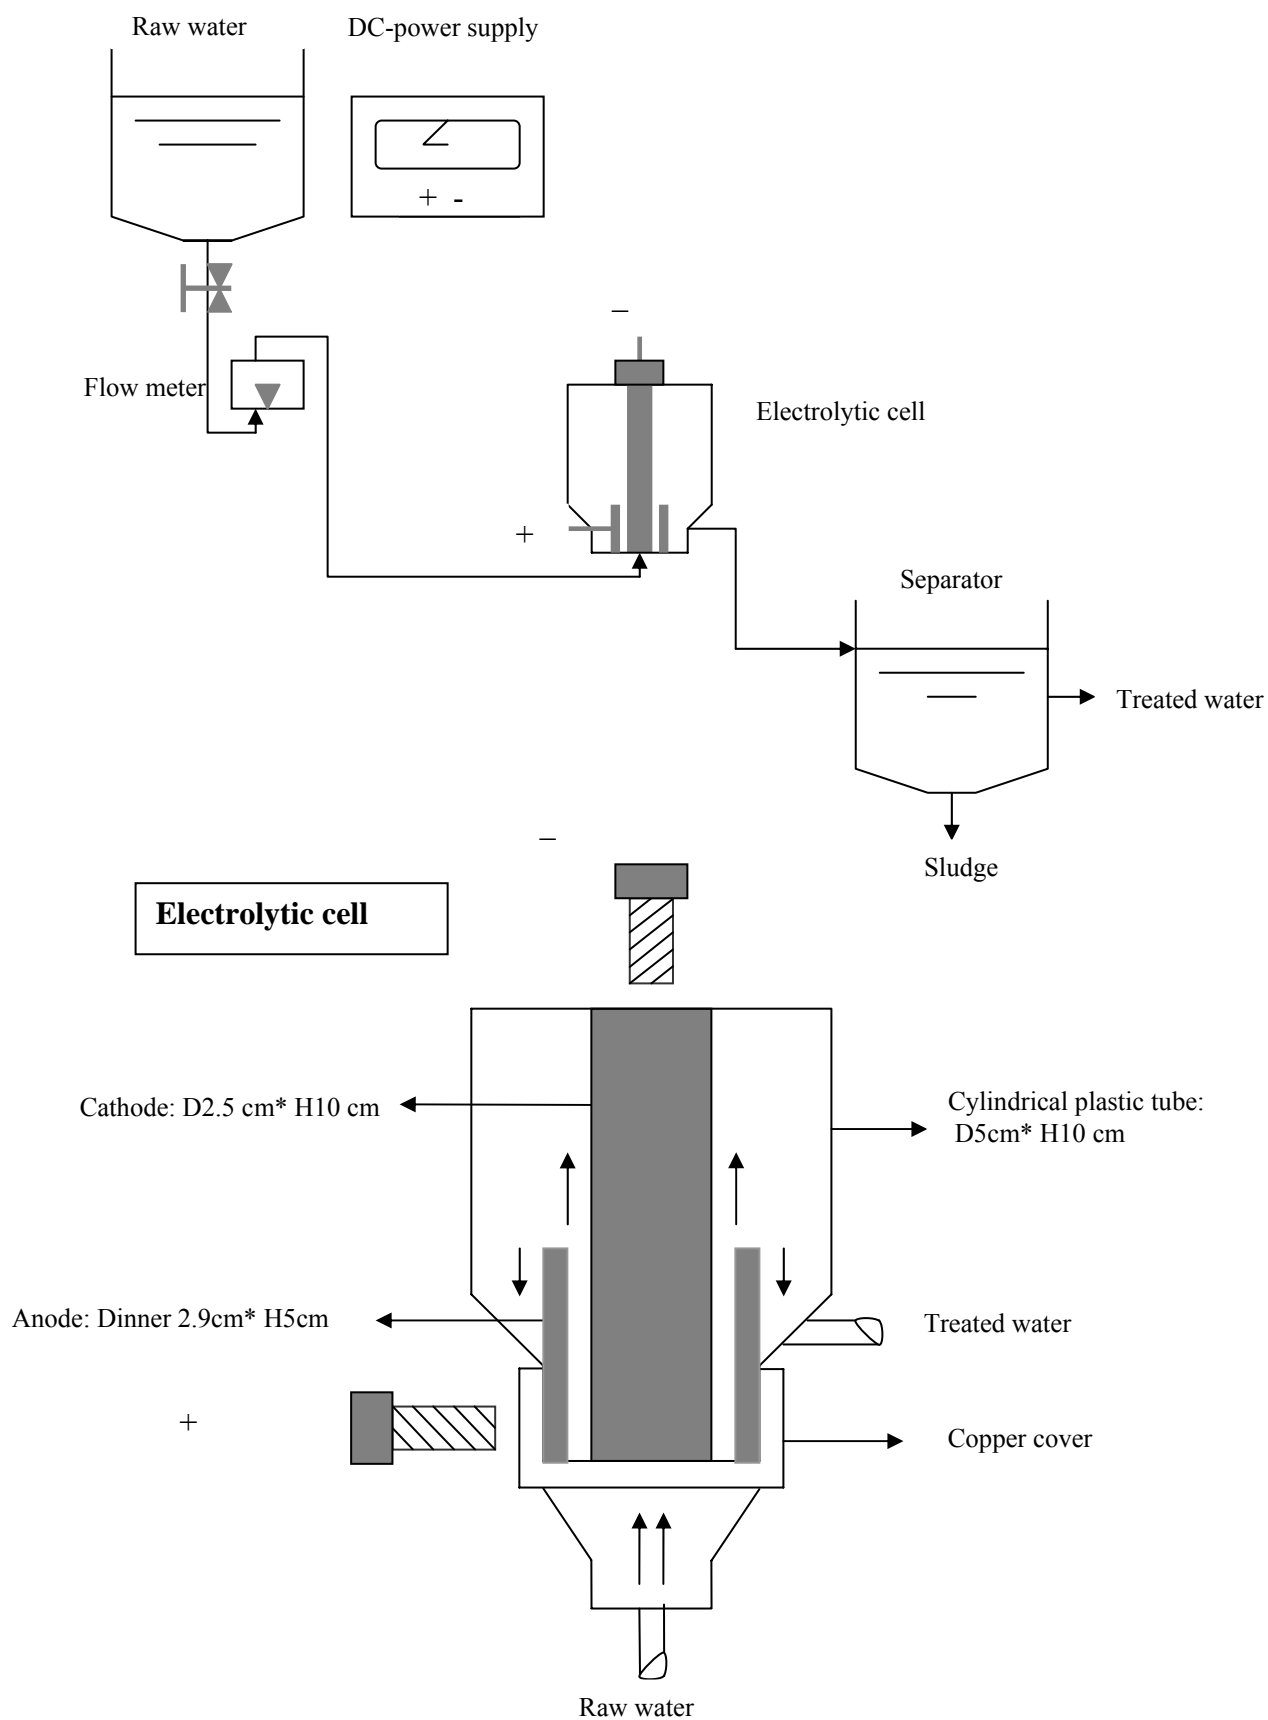 Raw water
DC-power supply
+ -
–
Flow meter
Electrolytic cell
+
Separator
Treated water
Sludge
–
Electrolytic cell
Cathode: D2.5 cm* H10 cm
Cylindrical plastic tube:
D5cm* H10 cm
Anode: Dinner 2.9cm* H5cm
Treated water
+
Copper cover
Raw water